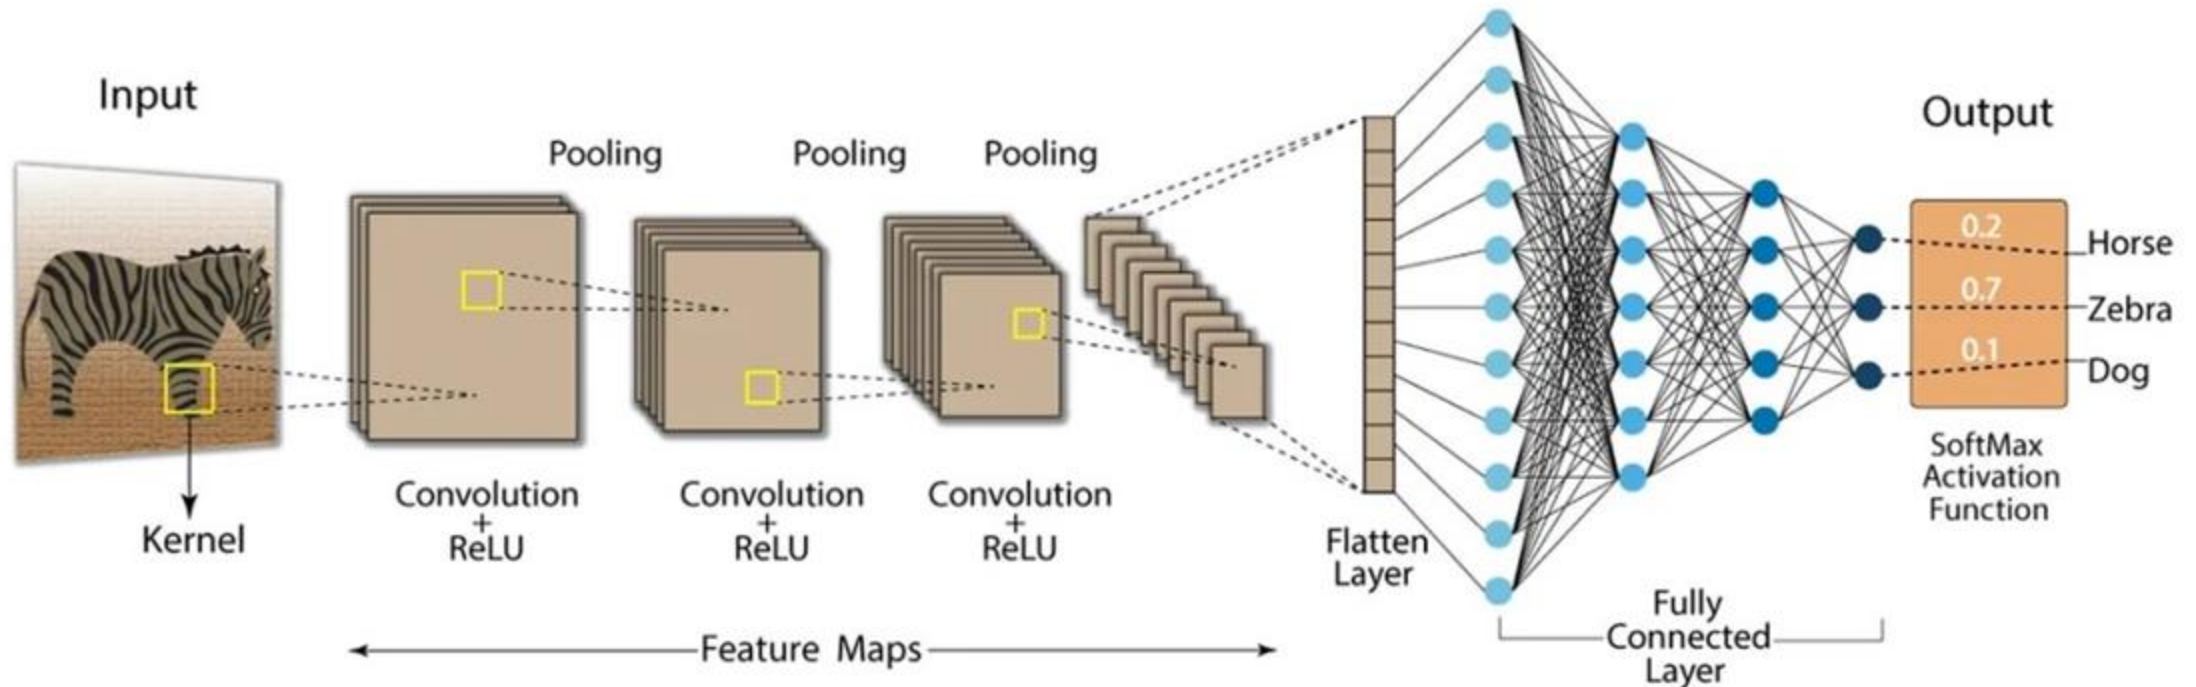 Input
Kernel
Pooling
Pooling
Pooling
Convolution
+
ReLU
Convolution
+
ReLU
Convolution
+
ReLU
Feature Maps
Flatten
Layer
Fully
Connected
Layer
Output
0.2
Horse
0.7
Zebra
0.1
Dog
SoftMax
Activation
Function